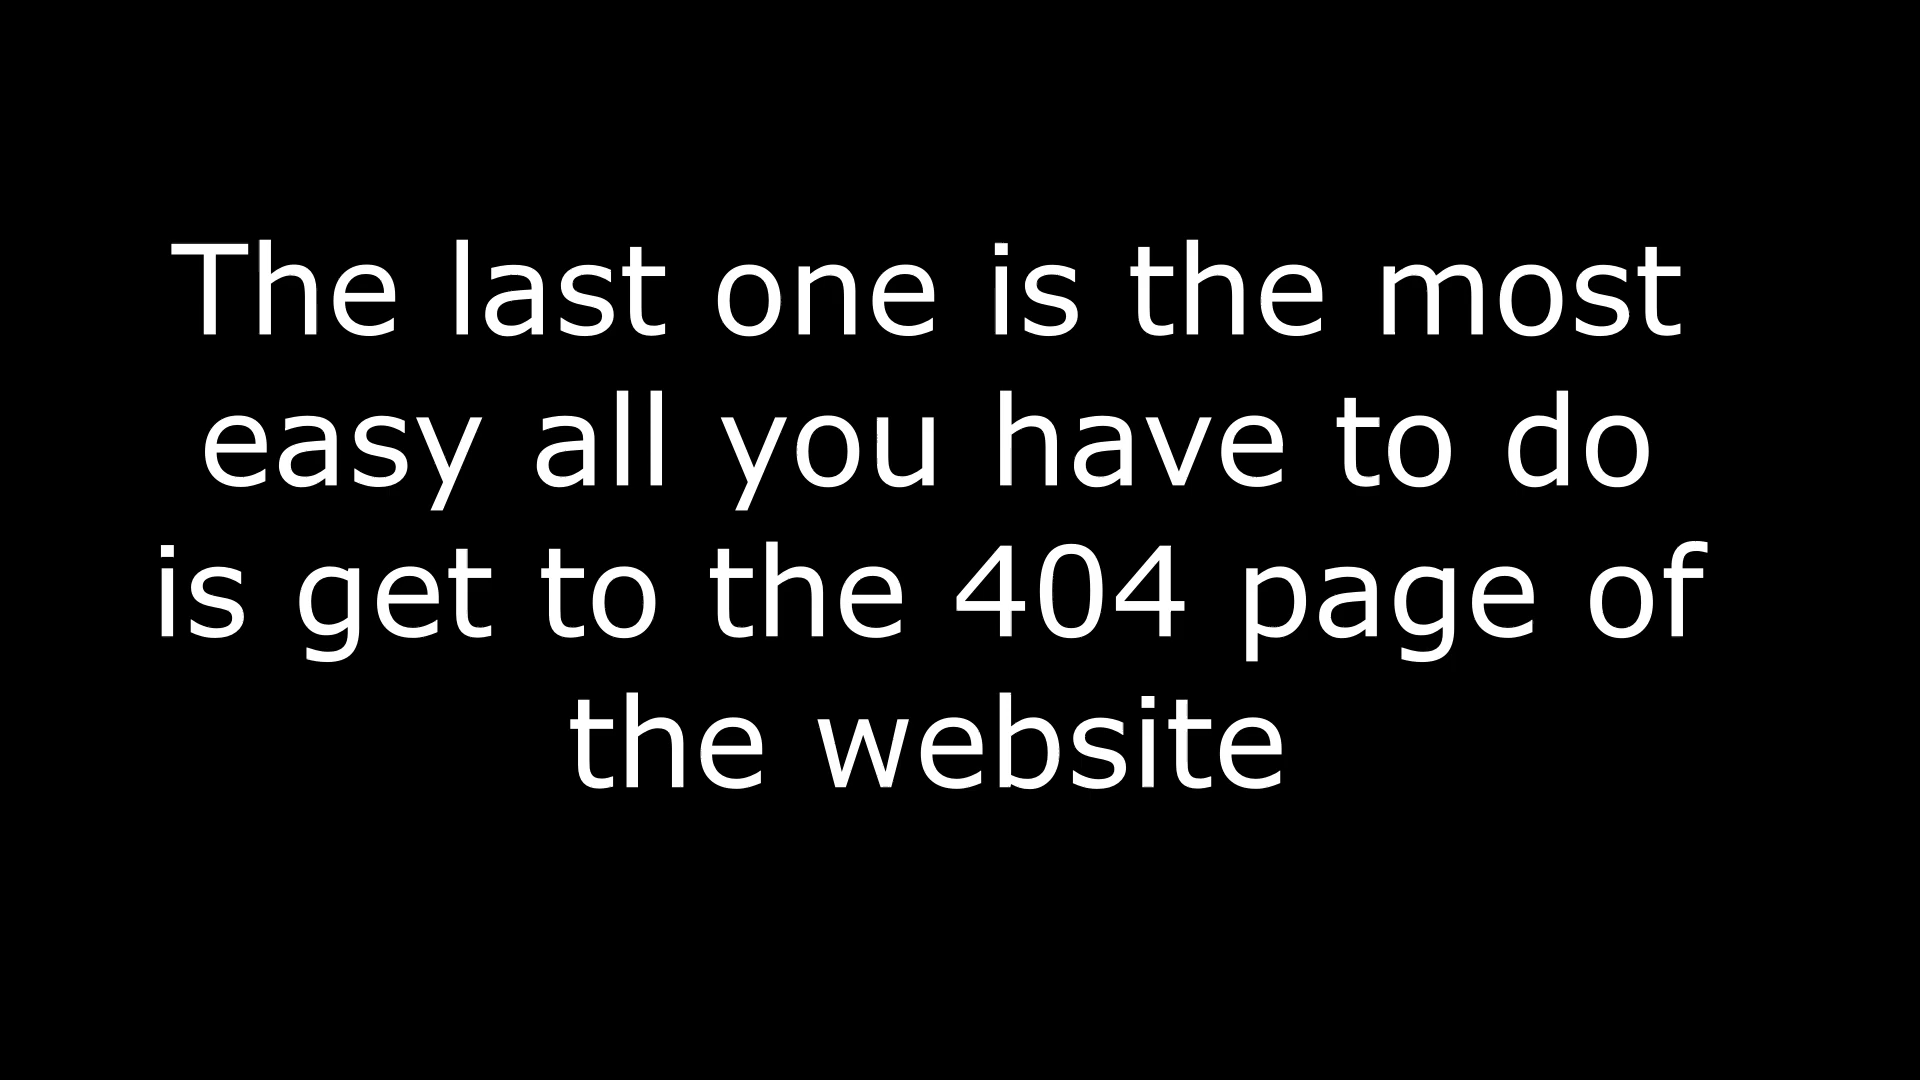 The last one is the most
easy all you have to do
is get to the 404 page of
the website